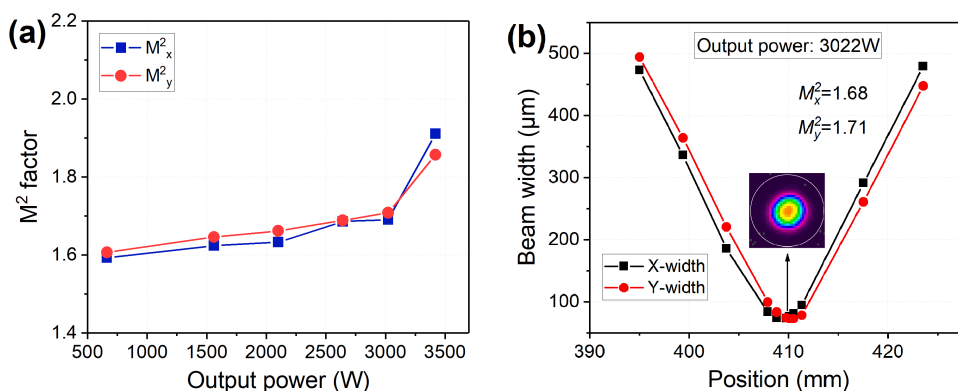 (a)
M²ₓ
M²ᵧ
2.2
2.0
1.8
1.6
1.4
M² factor
500 1000 1500 2000 2500 3000 3500
Output power (W)
(b)
Output power: 3022W
M²ₓ=1.68
M²ᵧ=1.71
500
400
300
200
100
Beam width (μm)
X-width
Y-width
390 400 410 420
Position (mm)